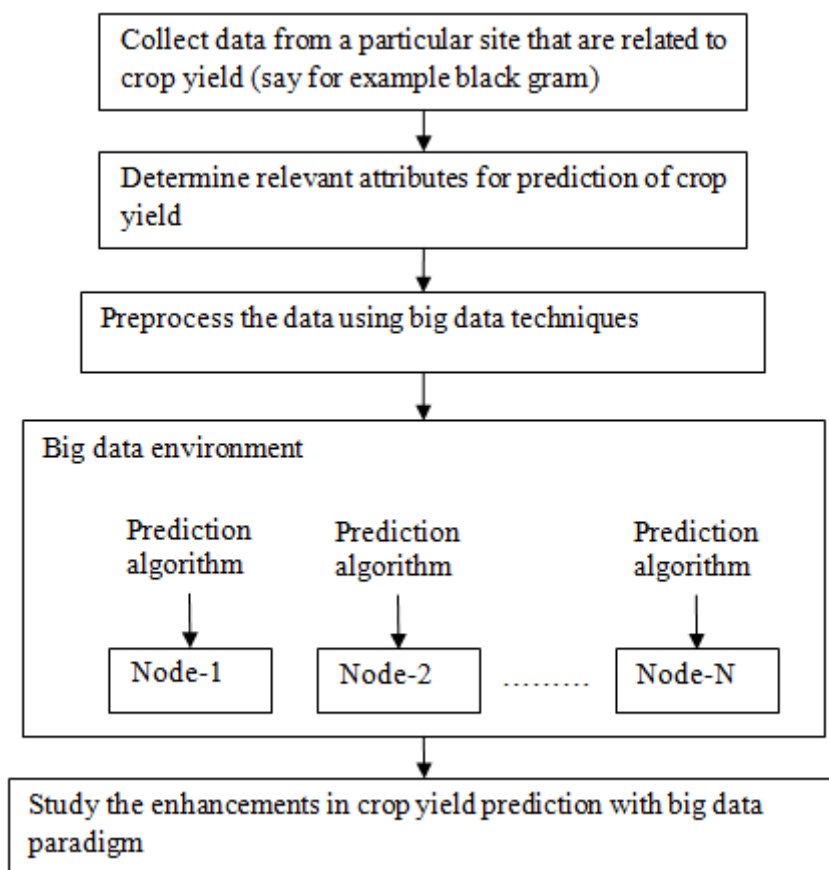 Collect data from a particular site that are related to
crop yield (say for example black gram)
Determine relevant attributes for prediction of crop
yield
Preprocess the data using big data techniques
Big data environment
Prediction
algorithm
Prediction
algorithm
Prediction
algorithm
Node-1
Node-2
.........
Node-N
Study the enhancements in crop yield prediction with big data
paradigm